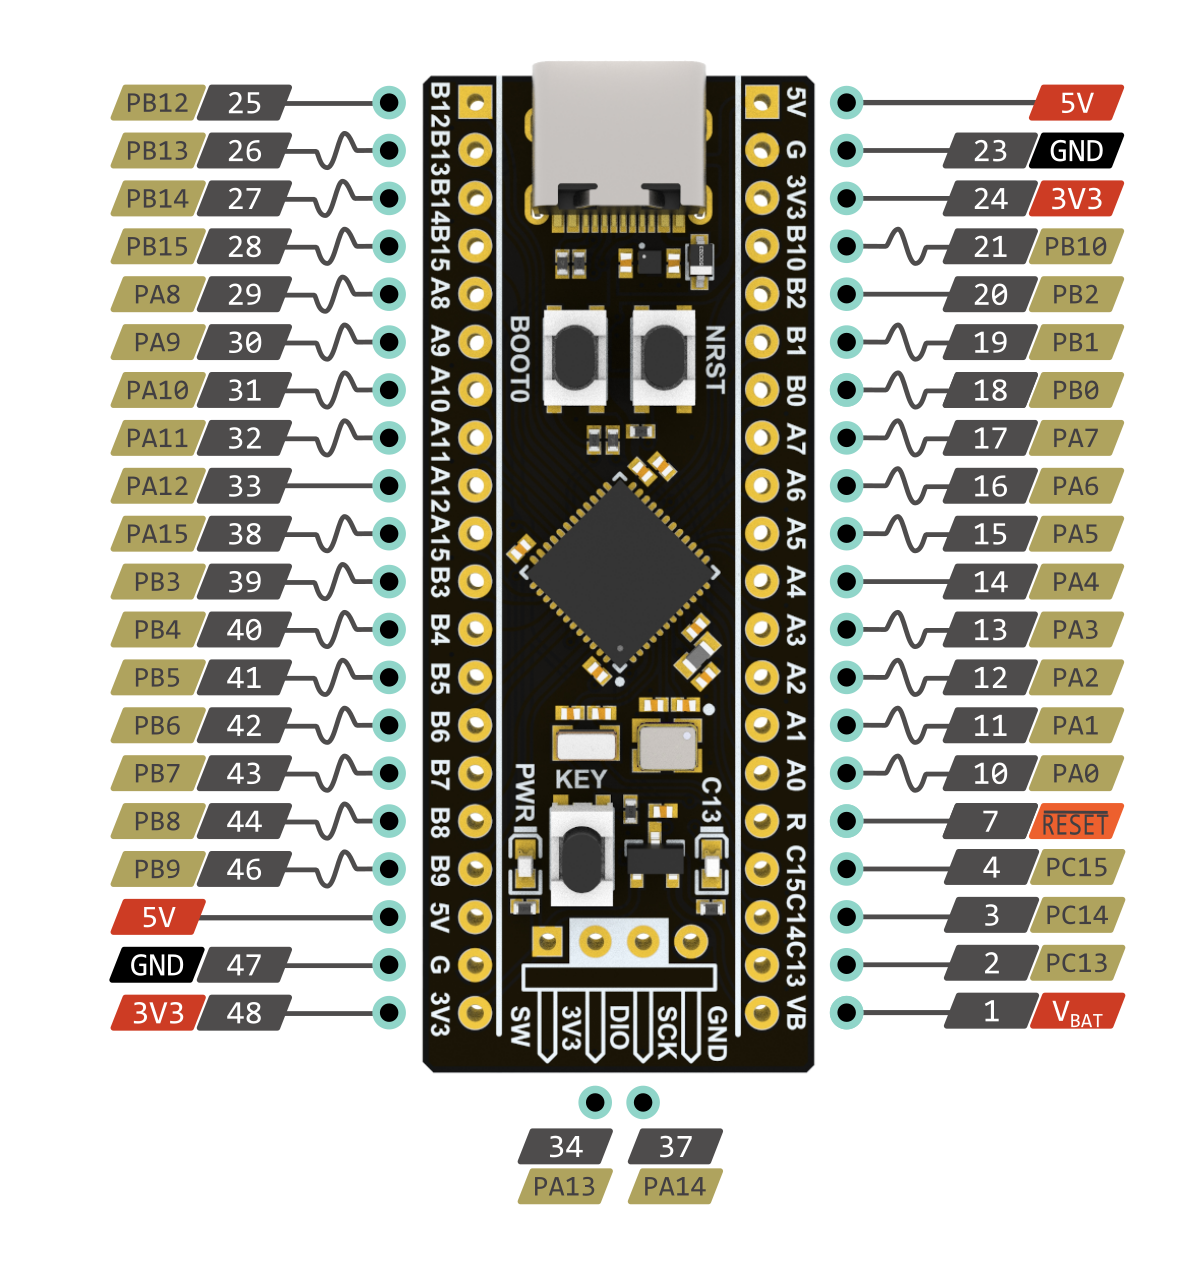 PB12 25 B12 5V 5V
PB13 26 B13 G 23 GND
PB14 27 B14 3V3 24 3V3
PB15 28 B15 B10 21 PB10
PA8 29 A8 B2 20 PB2
PA9 30 A9 BOOT0 NRST B1 19 PB1
PA10 31 A10 B0 18 PB0
PA11 32 A11 A7 17 PA7
PA12 33 A12 A6 16 PA6
PA15 38 A15 A5 15 PA5
PB3 39 B3 A4 14 PA4
PB4 40 B4 A3 13 PA3
PB5 41 B5 A2 12 PA2
PB6 42 B6 A1 11 PA1
PB7 43 B7 PWR KEY C13 A0 10 PA0
PB8 44 B8 R 7 RESET
PB9 46 B9 C15 4 PC15
5V 5V C14 3 PC14
GND 47 G C13 2 PC13
3V3 48 3V3 VB 1 VBAT
SW 3V3 DIO SCK GND
34 37
PA13 PA14